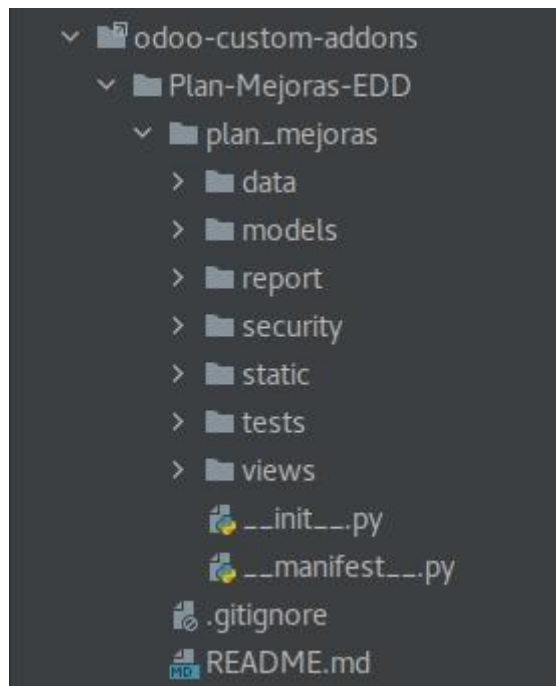 odoo-custom-addons
Plan-Mejoras-EDD
plan_mejoras
data
models
report
security
static
tests
views
__init__.py
__manifest__.py
.gitignore
MD README.md